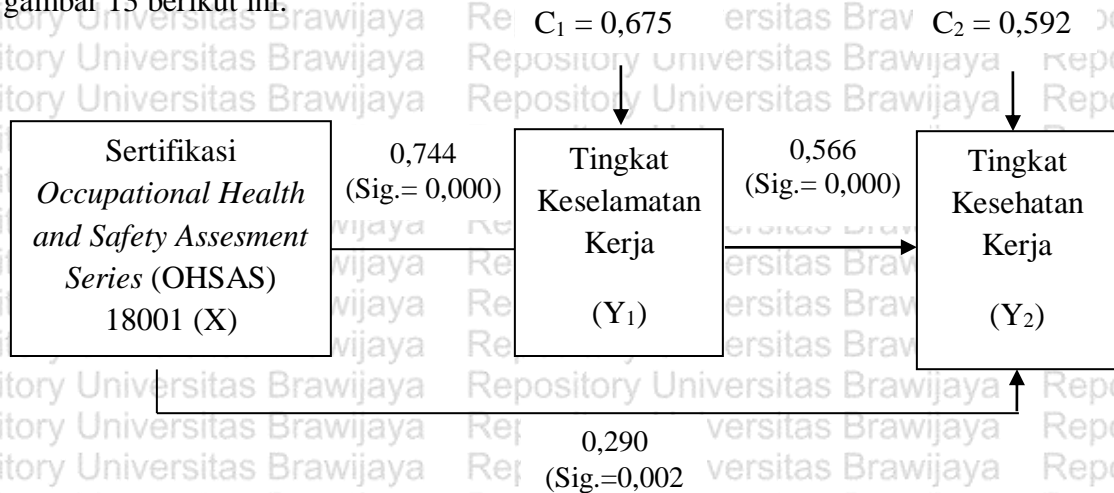 gambar 13 berikut ini.
C1 = 0,675
C2 = 0,592
Sertifikasi
Occupational Health
and Safety Assesment
Series (OHSAS)
18001 (X)
0,744
(Sig.= 0,000)
Tingkat
Keselamatan
Kerja
(Y1)
0,566
(Sig.= 0,000)
Tingkat
Kesehatan
Kerja
(Y2)
0,290
(Sig.=0,002